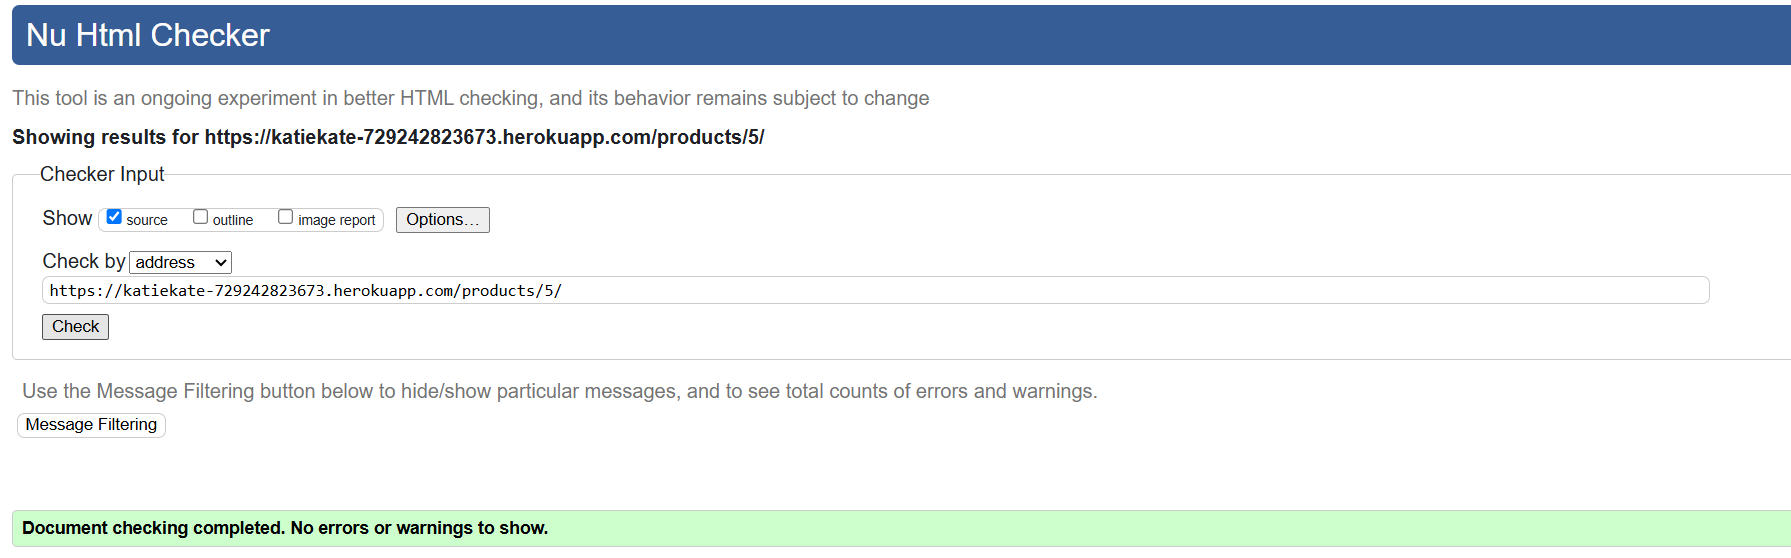 Nu Html Checker
This tool is an ongoing experiment in better HTML checking, and its behavior remains subject to change
Showing results for https://katiekate-729242823673.herokuapp.com/products/5/
Checker Input
Show source outline image report Options...
Check by address
https://katiekate-729242823673.herokuapp.com/products/5/
Check
Use the Message Filtering button below to hide/show particular messages, and to see total counts of errors and warnings.
Message Filtering
Document checking completed. No errors or warnings to show.